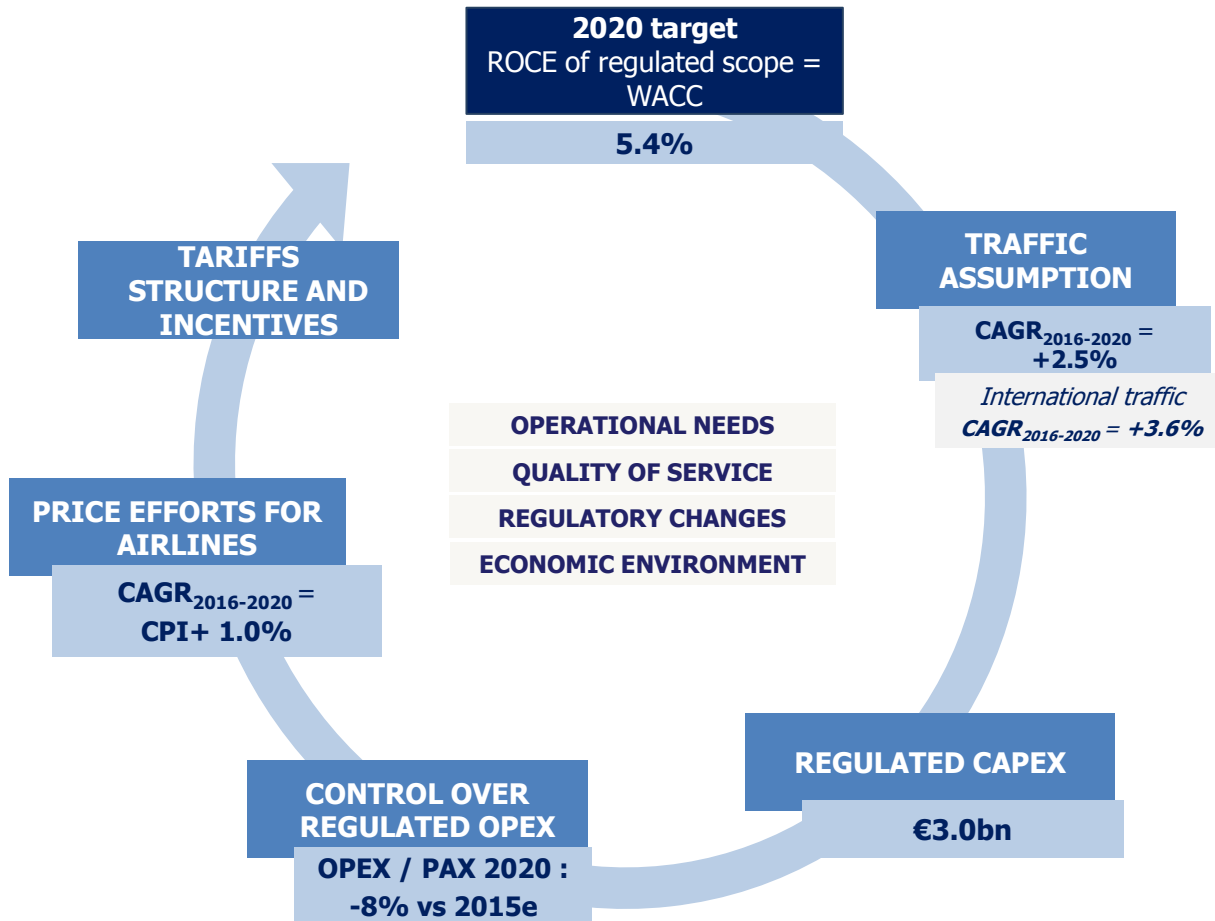 2020 target
ROCE of regulated scope =
WACC
5.4%
TRAFFIC
ASSUMPTION
CAGR2016-2020 =
+2.5%
International traffic
CAGR2016-2020 = +3.6%
REGULATED CAPEX
€3.0bn
CONTROL OVER
REGULATED OPEX
OPEX / PAX 2020 :
-8% vs 2015e
PRICE EFFORTS FOR
AIRLINES
CAGR2016-2020 =
CPI+ 1.0%
TARIFFS
STRUCTURE AND
INCENTIVES
OPERATIONAL NEEDS
QUALITY OF SERVICE
REGULATORY CHANGES
ECONOMIC ENVIRONMENT